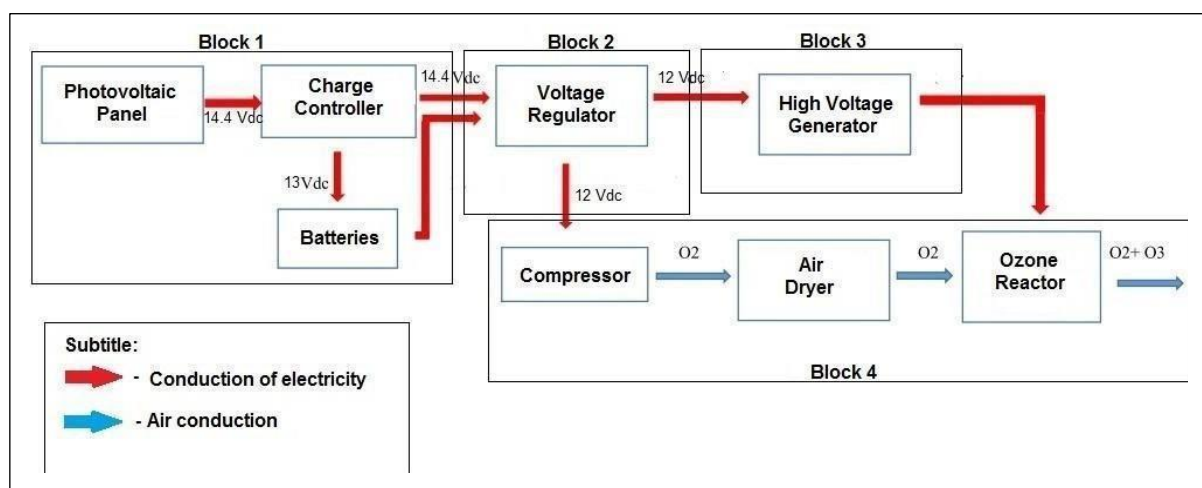 Block 1
Block 2
Block 3
Photovoltaic
Panel
14.4 Vdc
Charge
Controller
14.4 Vdc
13Vdc
Batteries
Voltage
Regulator
12 Vdc
12 Vdc
High Voltage
Generator
Compressor
O2
Air
Dryer
O2
Ozone
Reactor
O2+ O3
Block 4
Subtitle:
- Conduction of electricity
- Air conduction